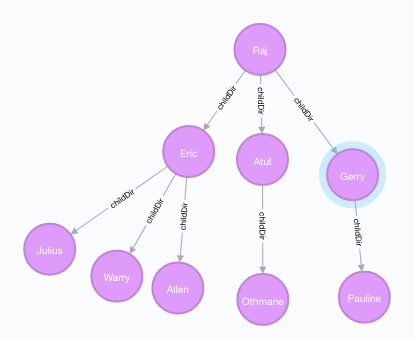 Raj
childDir
childDir
childDir
Eric
Atul
Gerry
childDir
childDir
childDir
childDir
childDir
Julius
Warry
Allen
Othmane
Pauline